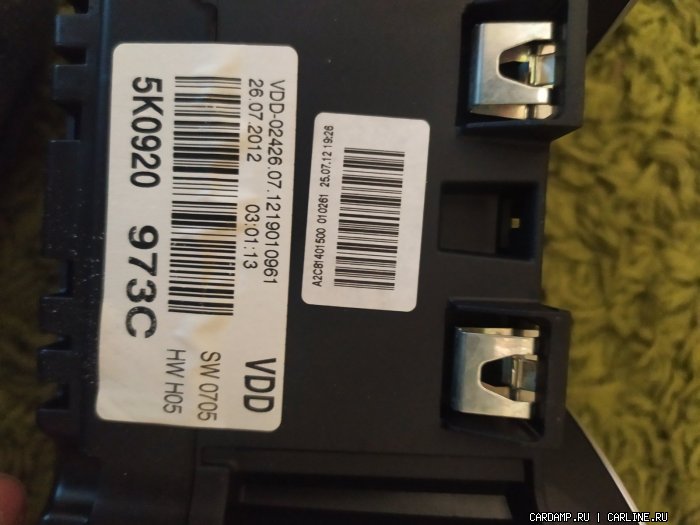 VDD-02426.07.1219010961
26.07.2012 03:01:13
5K0920 973C
VDD
SW 0705
HW H05
A2C81401500 010261 25.07.12 19:26
CARDAMP.RU | CARLINE.RU